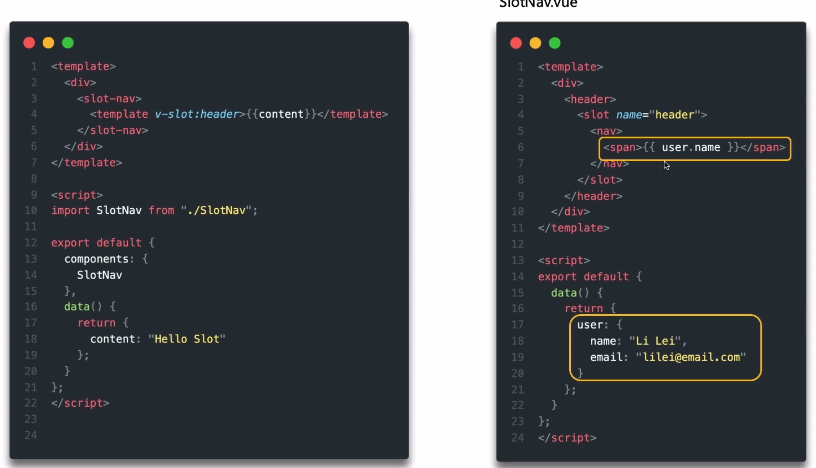 SlotNav.vue
1 <template>
2 <div>
3 <slot-nav>
4 <template v-slot:header>{{content}}</template>
5 </slot-nav>
6 </div>
7 </template>
8
9 <script>
10 import SlotNav from "./SlotNav";
11
12 export default {
13 components: {
14 SlotNav
15 },
16 data() {
17 return {
18 content: "Hello Slot"
19 };
20 }
21 };
22 </script>
23
24
1 <template>
2 <div>
3 <header>
4 <slot name="header">
5 <nav>
6 <span>{{ user.name }}</span>
7 </nav>
8 </slot>
9 </header>
10 </div>
11 </template>
12
13 <script>
14 export default {
15 data() {
16 return {
17 user: {
18 name: "Li Lei",
19 email: "lilei@email.com"
20 }
21 };
22 }
23 };
24 </script>